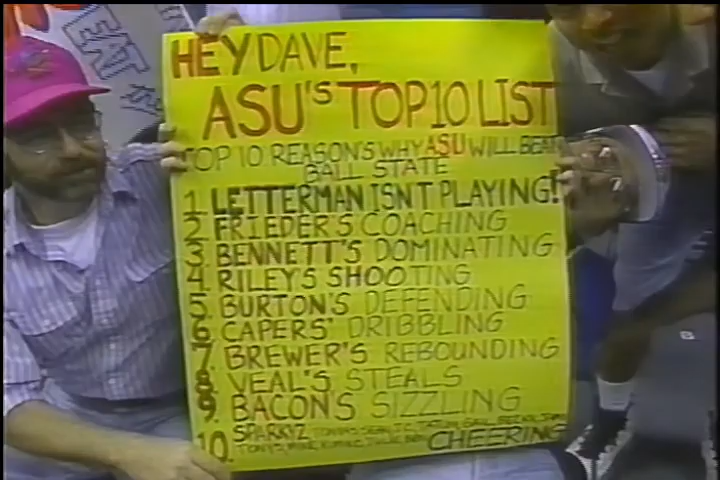 EAT
HEY DAVE,
ASU'S TOP 10 LIST
TOP 10 REASON'S WHY ASU WILL BEAT
BALL STATE
1. LETTERMAN ISN'T PLAYING!
2. FRIEDER'S COACHING
3. BENNETT'S DOMINATING
4. RILEY'S SHOOTING
5. BURTON'S DEFENDING
6. CAPERS' DRIBBLING
7. BREWER'S REBOUNDING
8. VEAL'S STEALS
9. BACON'S SIZZLING
10. SPARKYZ
CHEERING